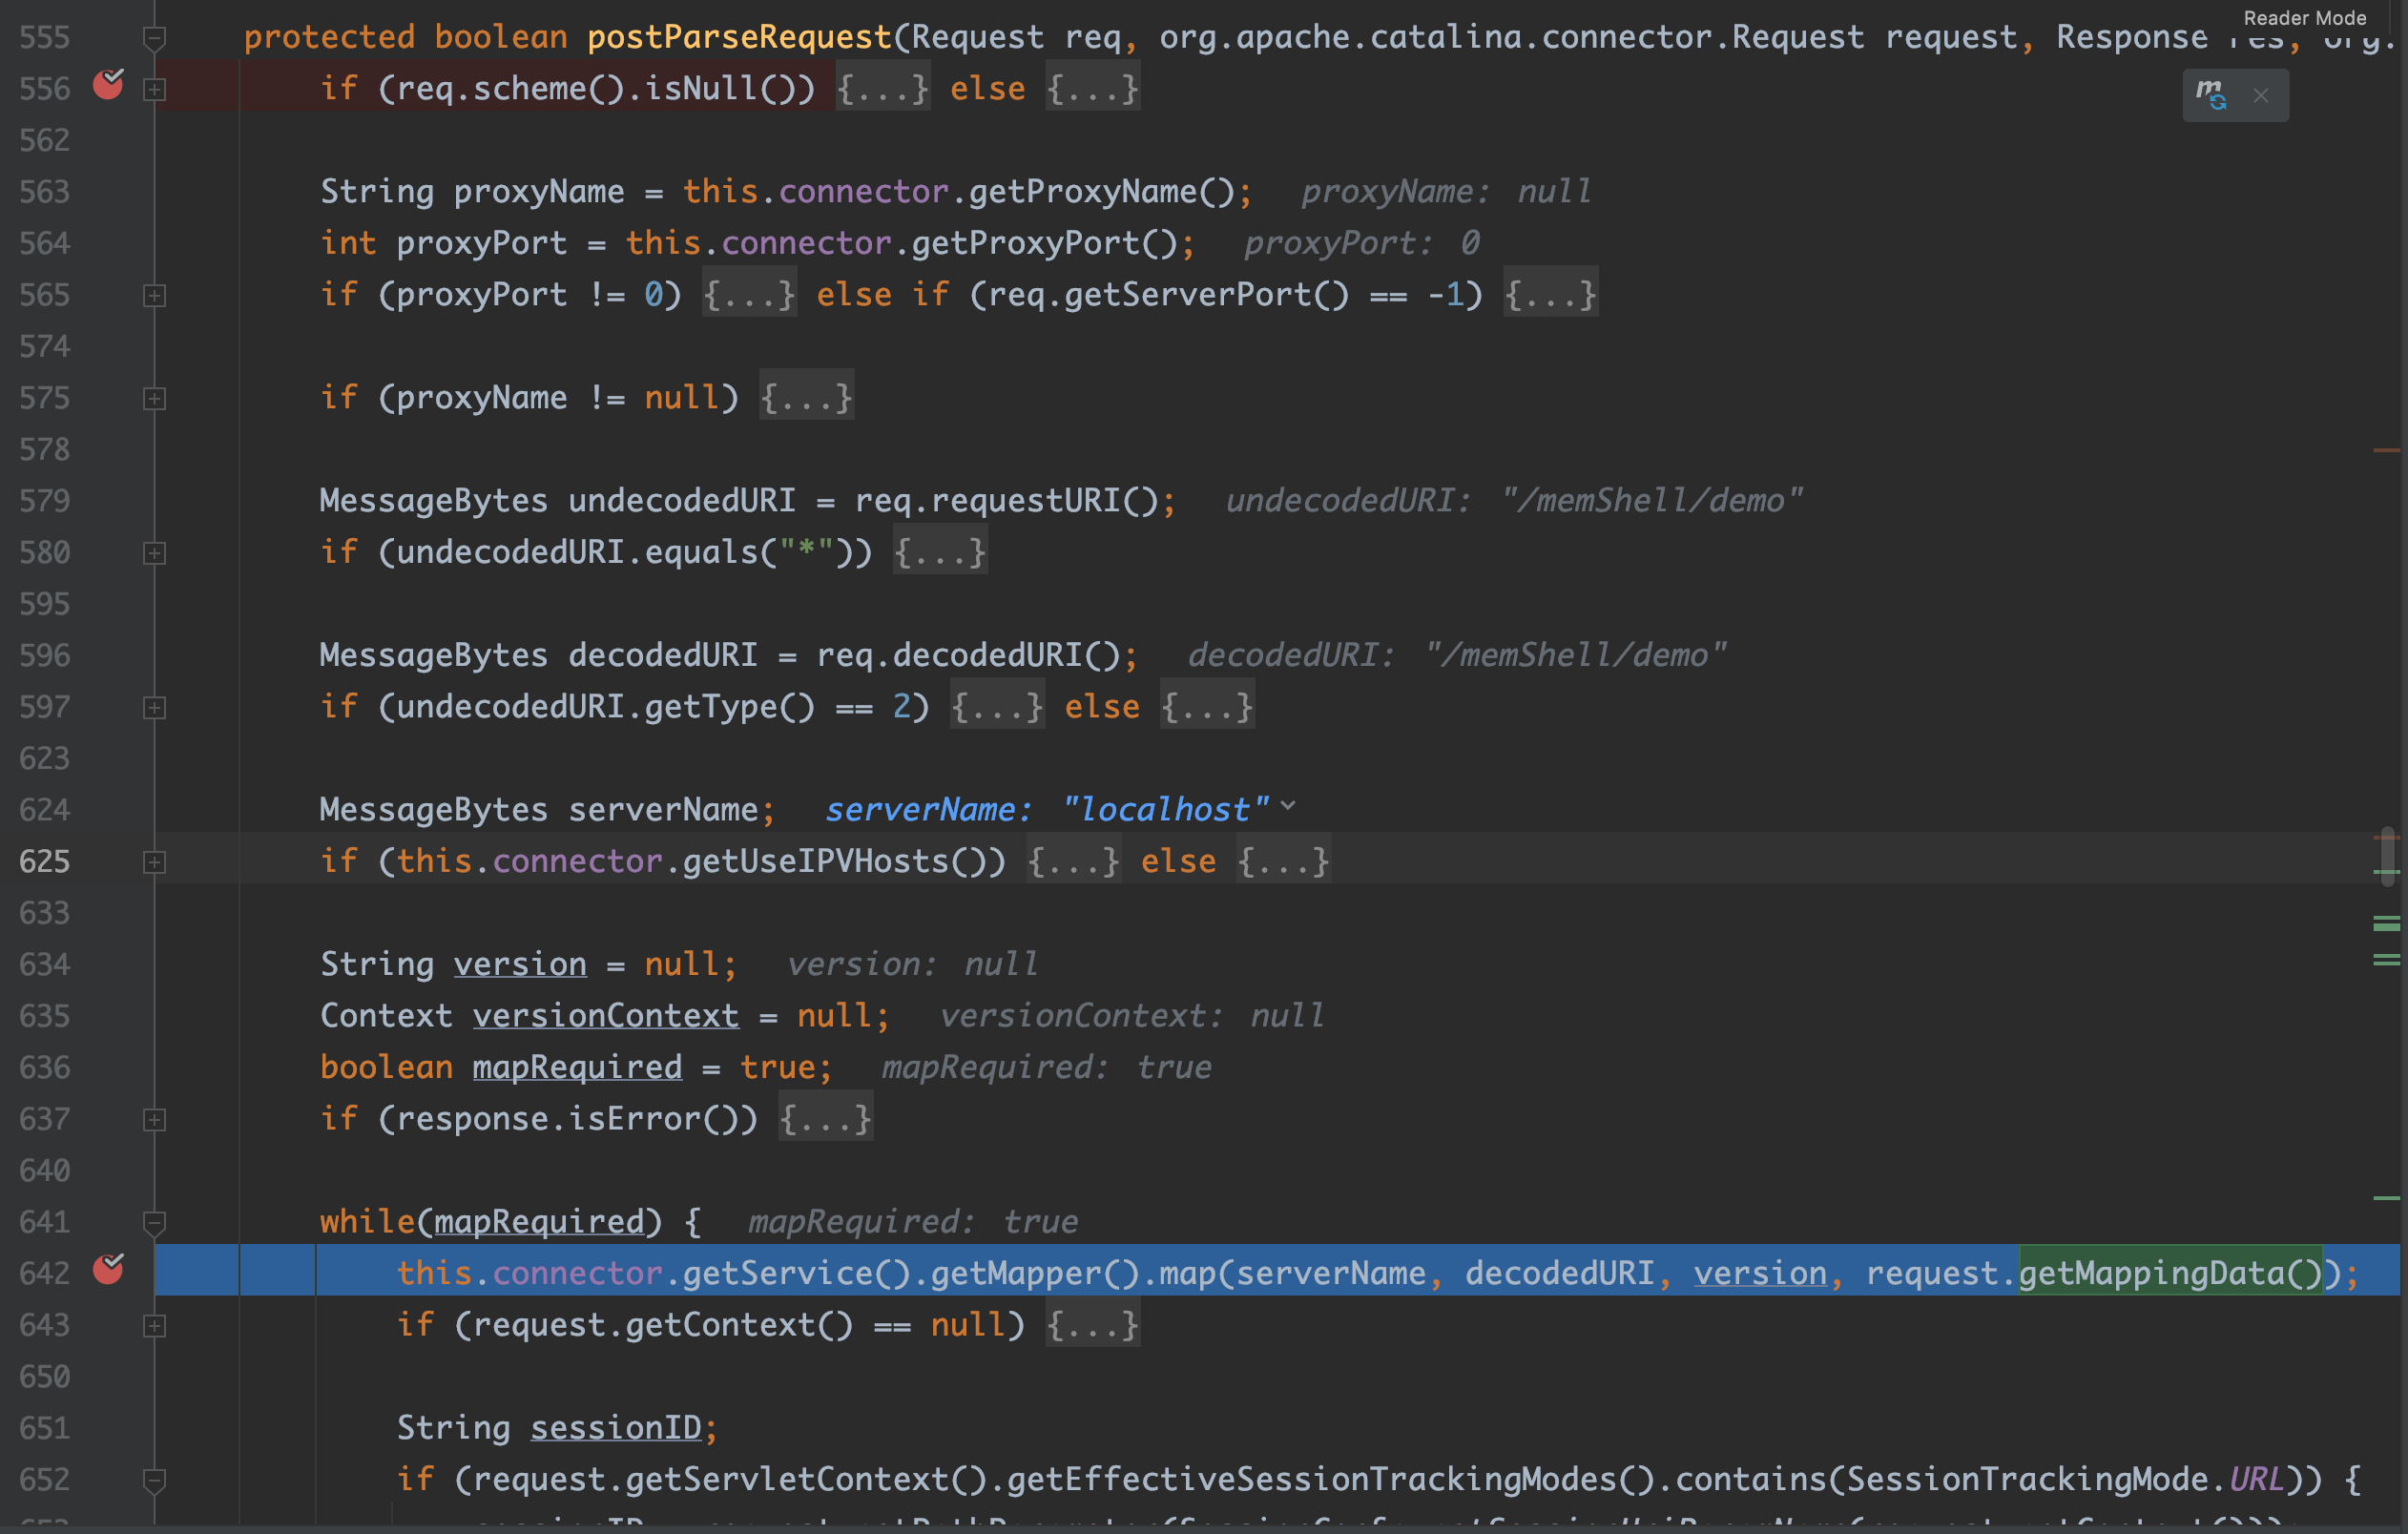 Reader Mode
555 protected boolean postParseRequest(Request req, org.apache.catalina.connector.Request request, Response res, org.
556 if (req.scheme().isNull()) {...} else {...}
562
563 String proxyName = this.connector.getProxyName(); proxyName: null
564 int proxyPort = this.connector.getProxyPort(); proxyPort: 0
565 if (proxyPort != 0) {...} else if (req.getServerPort() == -1) {...}
574
575 if (proxyName != null) {...}
578
579 MessageBytes undecodedURI = req.requestURI(); undecodedURI: "/memShell/demo"
580 if (undecodedURI.equals("*")) {...}
595
596 MessageBytes decodedURI = req.decodedURI(); decodedURI: "/memShell/demo"
597 if (undecodedURI.getType() == 2) {...} else {...}
623
624 MessageBytes serverName; serverName: "localhost"
625 if (this.connector.getUseIPVHosts()) {...} else {...}
633
634 String version = null; version: null
635 Context versionContext = null; versionContext: null
636 boolean mapRequired = true; mapRequired: true
637 if (response.isError()) {...}
640
641 while(mapRequired) { mapRequired: true
642 this.connector.getService().getMapper().map(serverName, decodedURI, version, request.getMappingData());
643 if (request.getContext() == null) {...}
650
651 String sessionID;
652 if (request.getServletContext().getEffectiveSessionTrackingModes().contains(SessionTrackingMode.URL)) {